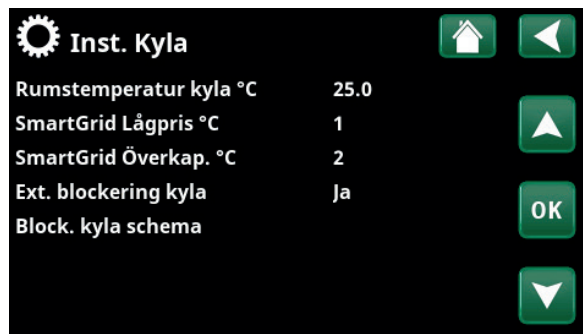 Inst. Kyla
Rumstemperatur kyla °C 25.0
SmartGrid Lågpris °C 1
SmartGrid Överkap. °C 2
Ext. blockering kyla Ja
OK
Block. kyla schema